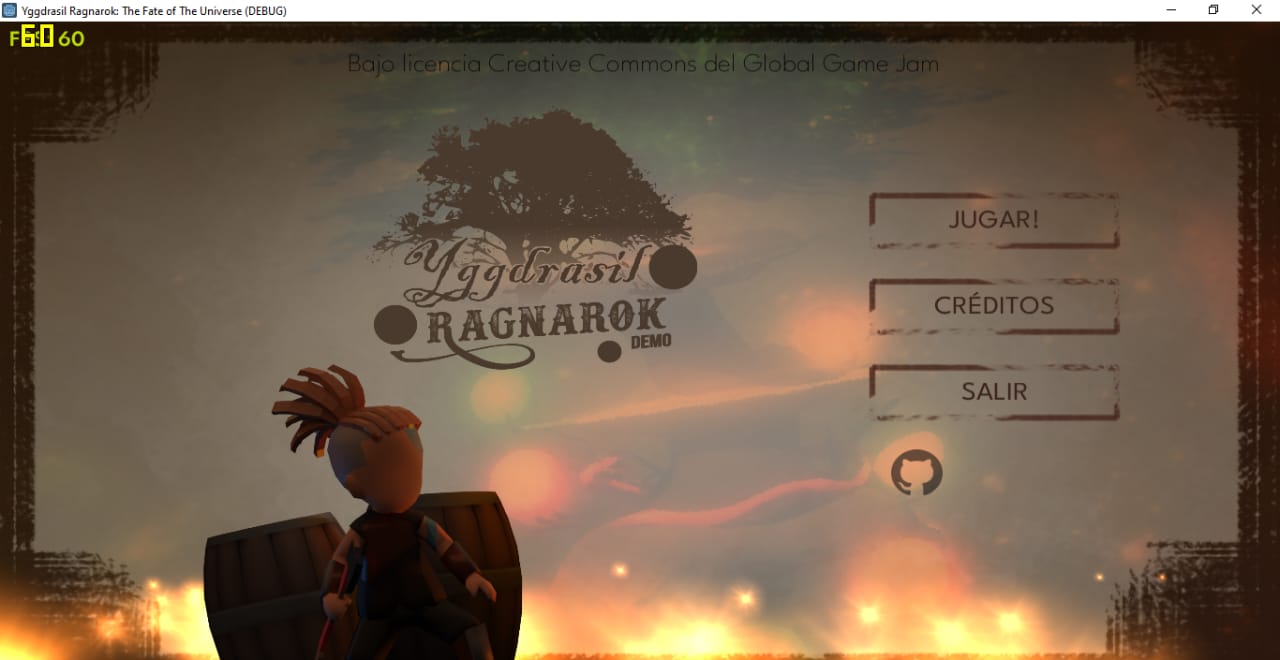 Yggdrasil Ragnarok: The Fate of The Universe (DEBUG)
60 60
Bajo licencia Creative Commons del Global Game Jam
Yggdrasil
RAGNAROK
DEMO
JUGAR!
CRÉDITOS
SALIR